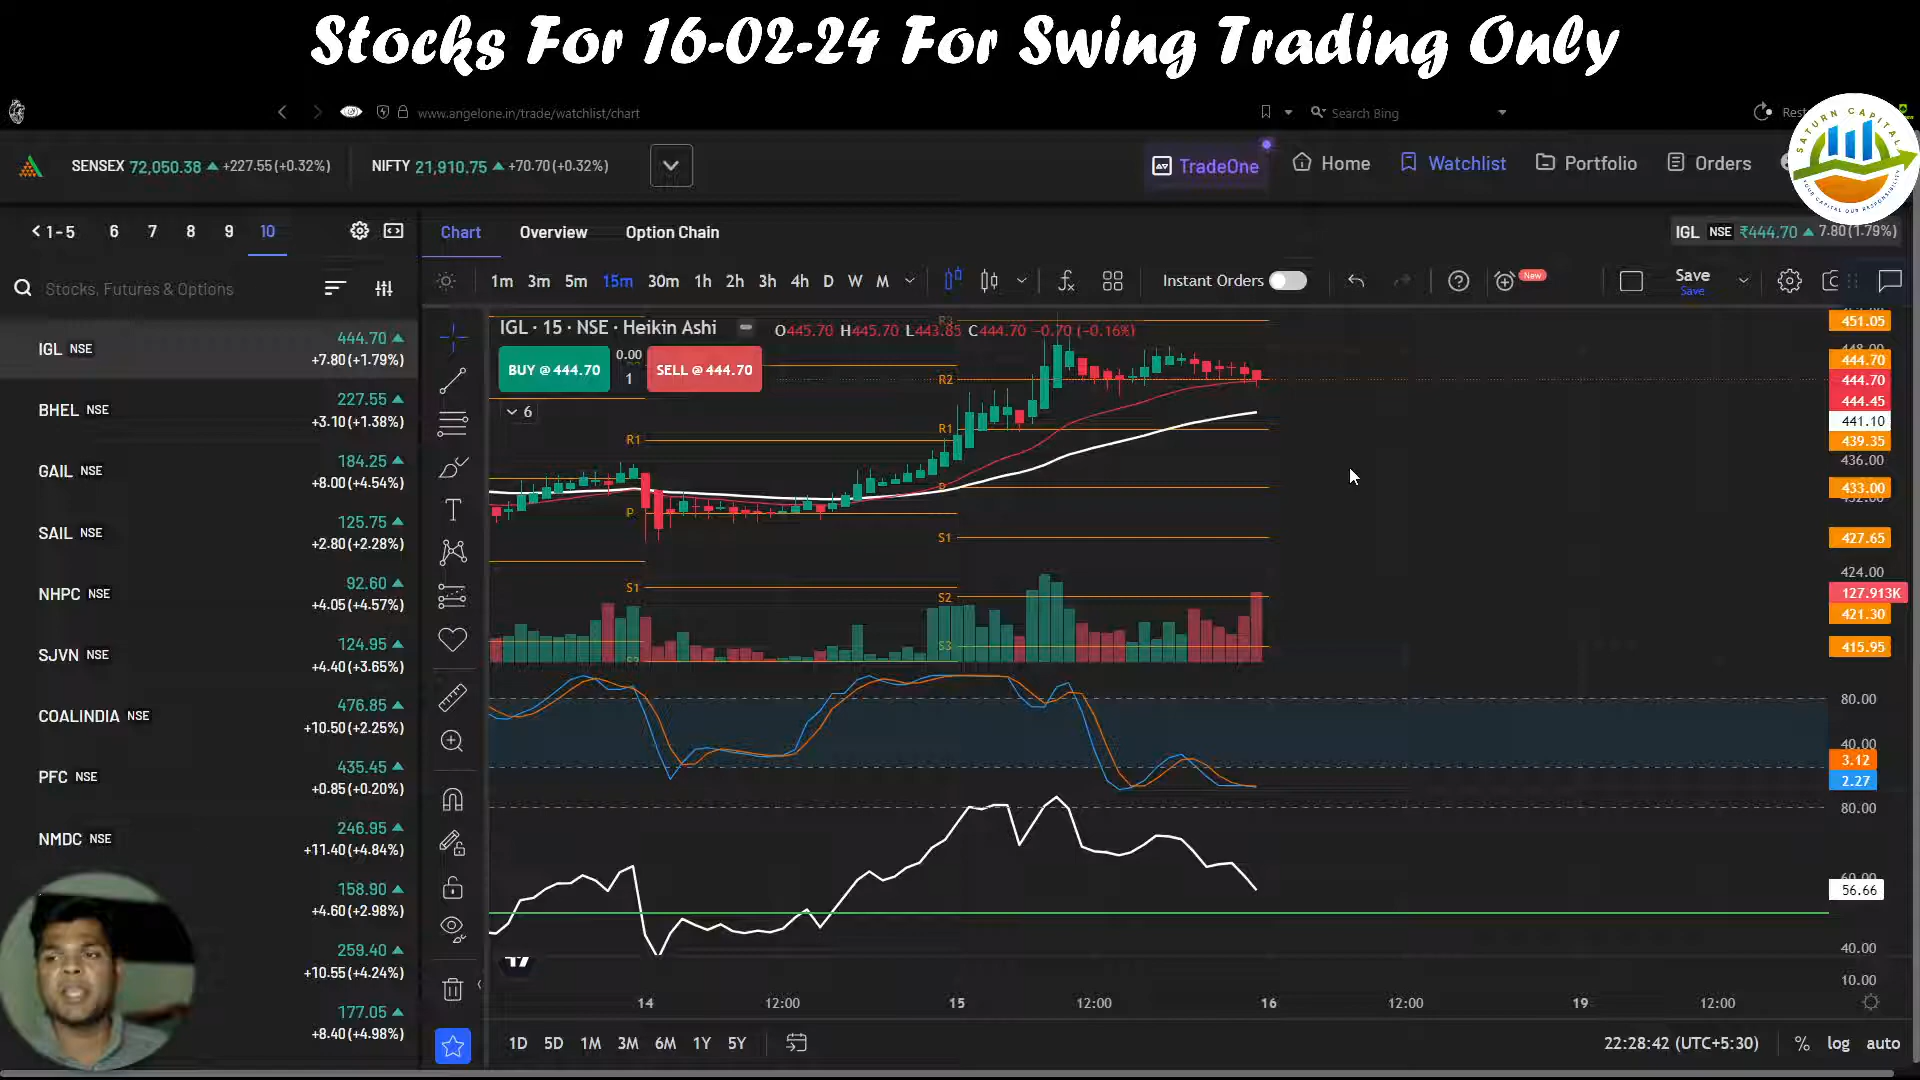 Stocks For 16-02-24 For Swing Trading Only
www.angelone.in/trade/watchlist/chart
Search Bing
SATURN CAPITAL
YOUR CAPITAL OUR RESPONSIBILITY
SENSEX 72,050.38 +227.55(+0.32%)
NIFTY 21,910.75 +70.70(+0.32%)
TradeOne
Home
Watchlist
Portfolio
Orders
1-5 6 7 8 9 10
Chart Overview Option Chain
IGL NSE ₹444.70 7.80(1.79%)
Stocks, Futures & Options
1m 3m 5m 15m 30m 1h 2h 3h 4h D W M
Instant Orders
New
Save
Save
IGL NSE 444.70
+7.80(+1.79%)
BHEL NSE 227.55
+3.10(+1.38%)
GAIL NSE 184.25
+8.00(+4.54%)
SAIL NSE 125.75
+2.80(+2.28%)
NHPC NSE 92.60
+4.05(+4.57%)
SJVN NSE 124.95
+4.40(+3.65%)
COALINDIA NSE 476.85
+10.50(+2.25%)
PFC NSE 435.45
+0.85(+0.20%)
NMDC NSE 246.95
+11.40(+4.84%)
158.90
+4.60(+2.98%)
259.40
+10.55(+4.24%)
177.05
+8.40(+4.98%)
IGL · 15 · NSE · Heikin Ashi
O445.70 H445.70 L443.85 C444.70 −0.70 (−0.16%)
BUY @ 444.70
0.00
1
SELL @ 444.70
6
R3
R2
R1
R1
P
P
S1
S1
S2
S3
451.05
444.70
444.70
444.45
441.10
439.35
436.00
433.00
427.65
424.00
127.913K
421.30
415.95
80.00
40.00
3.12
2.27
80.00
56.66
40.00
10.00
14 12:00 15 12:00 16 12:00 19 12:00
1D 5D 1M 3M 6M 1Y 5Y
22:28:42 (UTC+5:30)
% log auto